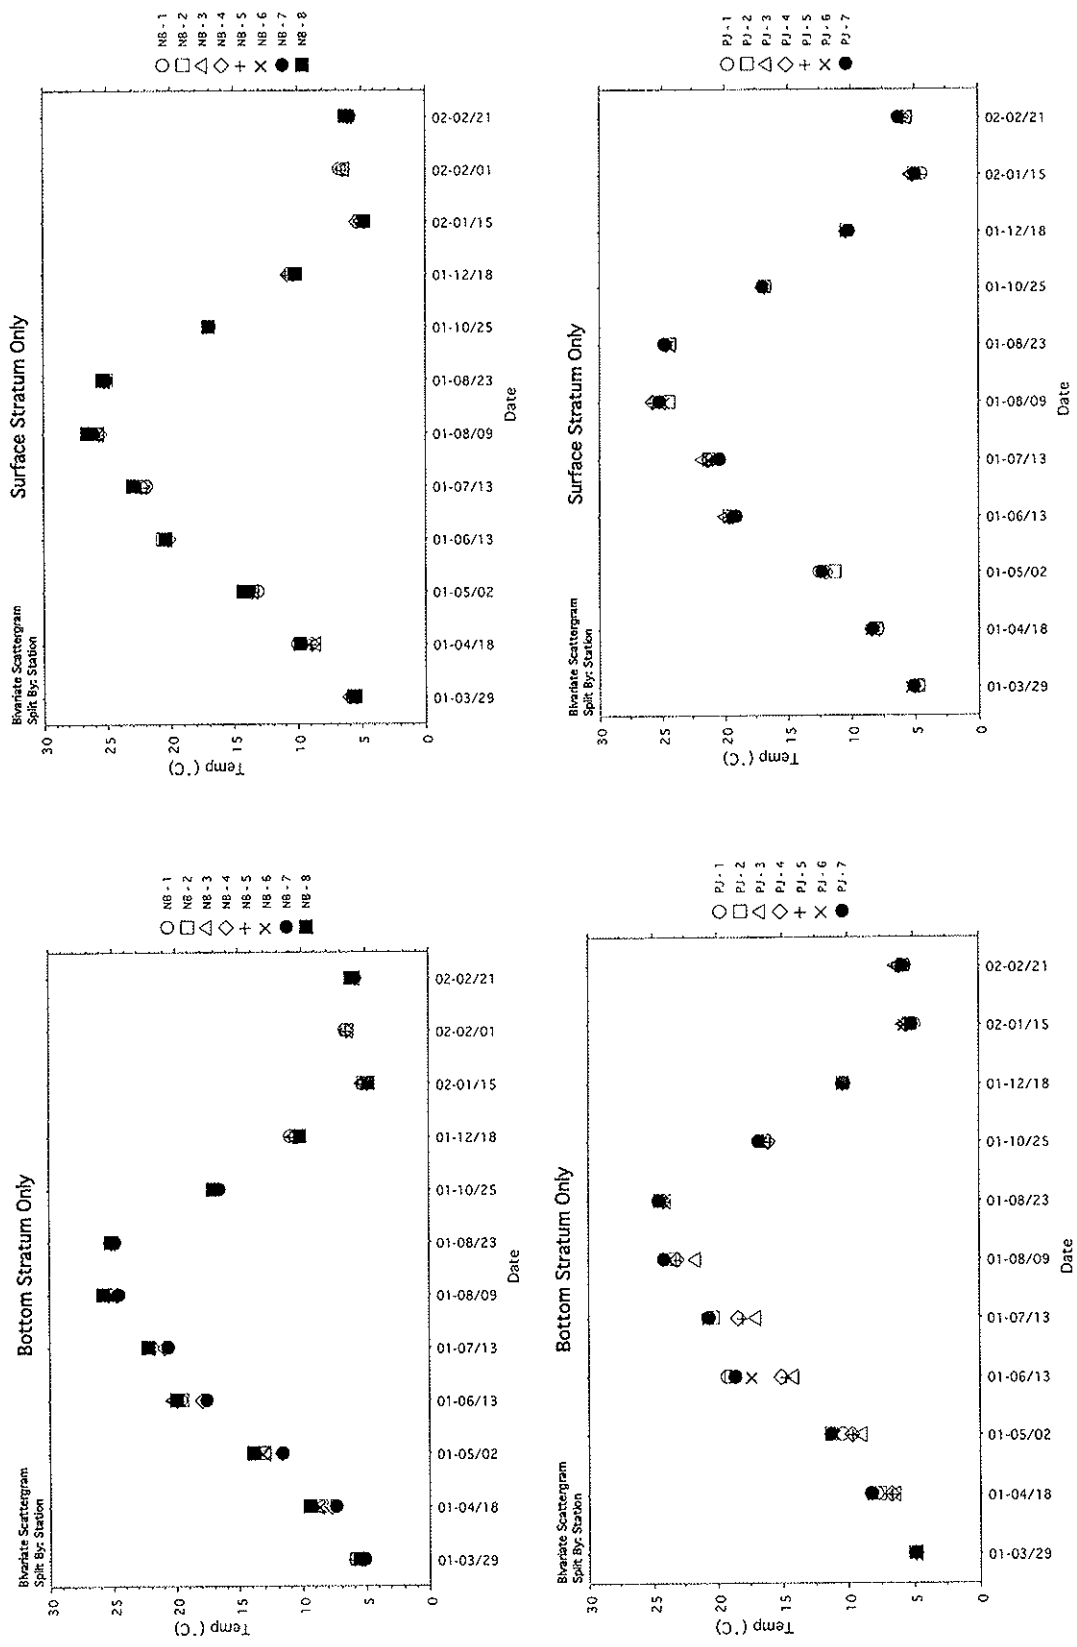 Bivariate Scattergram
Split By: Station
Surface Stratum Only
30
25
20
15
10
5
0
Temp (°C)
01-03/29
01-04/18
01-05/02
01-06/13
01-07/13
01-08/09
01-08/23
01-10/25
01-12/18
02-01/15
02-02/01
02-02/21
Date
NB - 1
NB - 2
NB - 3
NB - 4
NB - 5
NB - 6
NB - 7
NB - 8
Surface Stratum Only
Bivariate Scattergram
Split By: Station
30
25
20
15
10
5
0
Temp (°C)
01-03/29
01-04/18
01-05/02
01-06/13
01-07/13
01-08/09
01-08/23
01-10/25
01-12/18
02-01/15
02-02/21
Date
PJ - 1
PJ - 2
PJ - 3
PJ - 4
PJ - 5
PJ - 6
PJ - 7
Bottom Stratum Only
Bivariate Scattergram
Split By: Station
30
25
20
15
10
5
0
Temp (°C)
01-03/29
01-04/18
01-05/02
01-06/13
01-07/13
01-08/09
01-08/23
01-10/25
01-12/18
02-01/15
02-02/01
02-02/21
Date
NB - 1
NB - 2
NB - 3
NB - 4
NB - 5
NB - 6
NB - 7
NB - 8
Bottom Stratum Only
Bivariate Scattergram
Split By: Station
30
25
20
15
10
5
0
Temp (°C)
01-03/29
01-04/18
01-05/02
01-06/13
01-07/13
01-08/09
01-08/23
01-10/25
01-12/18
02-01/15
02-02/21
Date
PJ - 1
PJ - 2
PJ - 3
PJ - 4
PJ - 5
PJ - 6
PJ - 7